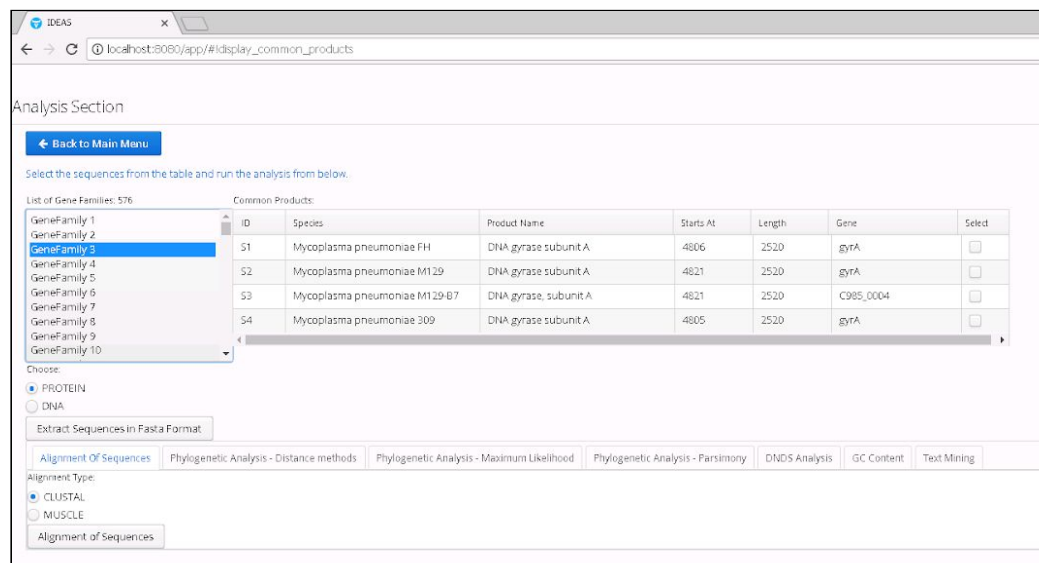 IDEAS
localhost:8080/app/#!display_common_products
Analysis Section
Back to Main Menu
Select the sequences from the table and run the analysis from below.
List of Gene Families: 576
Common Products:
GeneFamily 1
GeneFamily 2
GeneFamily 3
GeneFamily 4
GeneFamily 5
GeneFamily 6
GeneFamily 7
GeneFamily 8
GeneFamily 9
GeneFamily 10
ID Species Product Name Starts At Length Gene Select
S1 Mycoplasma pneumoniae FH DNA gyrase subunit A 4806 2520 gyrA
S2 Mycoplasma pneumoniae M129 DNA gyrase subunit A 4821 2520 gyrA
S3 Mycoplasma pneumoniae M129-B7 DNA gyrase, subunit A 4821 2520 C985_0004
S4 Mycoplasma pneumoniae 309 DNA gyrase subunit A 4805 2520 gyrA
Choose:
PROTEIN
DNA
Extract Sequences in Fasta Format
Alignment Of Sequences Phylogenetic Analysis - Distance methods Phylogenetic Analysis - Maximum Likelihood Phylogenetic Analysis - Parsimony DNDS Analysis GC Content Text Mining
Alignment Type:
CLUSTAL
MUSCLE
Alignment of Sequences